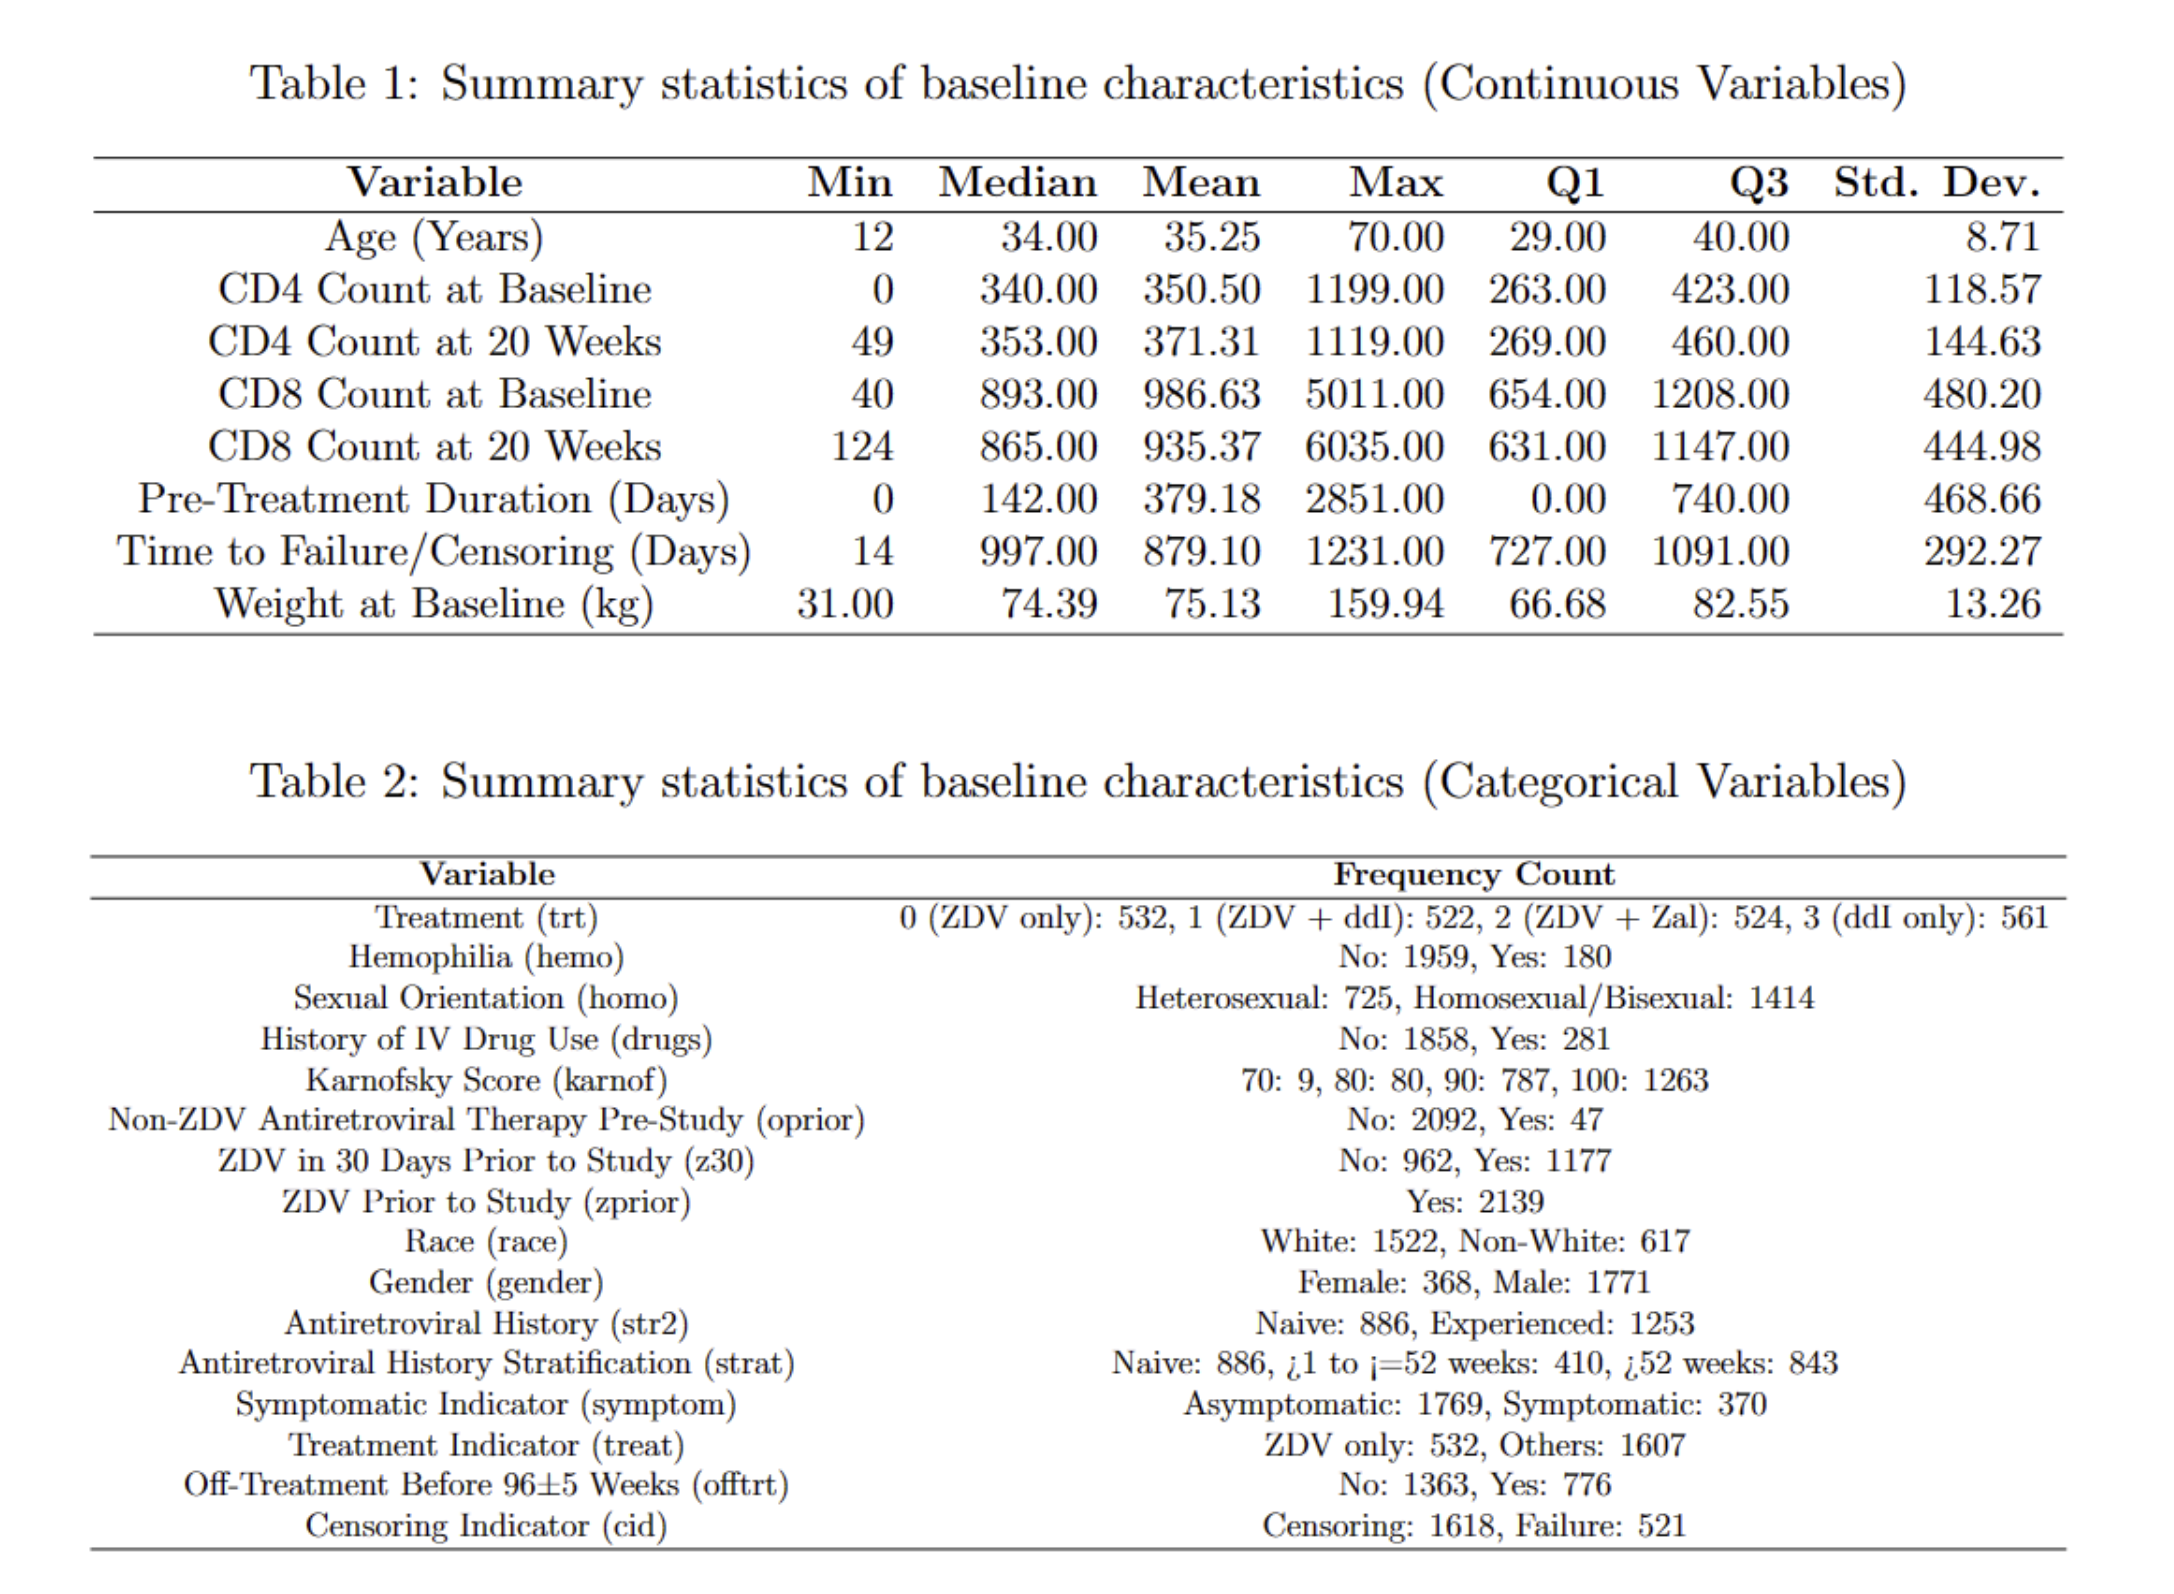 Table 1: Summary statistics of baseline characteristics (Continuous Variables)
Variable Min Median Mean Max Q1 Q3 Std. Dev.
Age (Years) 12 34.00 35.25 70.00 29.00 40.00 8.71
CD4 Count at Baseline 0 340.00 350.50 1199.00 263.00 423.00 118.57
CD4 Count at 20 Weeks 49 353.00 371.31 1119.00 269.00 460.00 144.63
CD8 Count at Baseline 40 893.00 986.63 5011.00 654.00 1208.00 480.20
CD8 Count at 20 Weeks 124 865.00 935.37 6035.00 631.00 1147.00 444.98
Pre-Treatment Duration (Days) 0 142.00 379.18 2851.00 0.00 740.00 468.66
Time to Failure/Censoring (Days) 14 997.00 879.10 1231.00 727.00 1091.00 292.27
Weight at Baseline (kg) 31.00 74.39 75.13 159.94 66.68 82.55 13.26
Table 2: Summary statistics of baseline characteristics (Categorical Variables)
Variable Frequency Count
Treatment (trt) 0 (ZDV only): 532, 1 (ZDV + ddI): 522, 2 (ZDV + Zal): 524, 3 (ddI only): 561
Hemophilia (hemo) No: 1959, Yes: 180
Sexual Orientation (homo) Heterosexual: 725, Homosexual/Bisexual: 1414
History of IV Drug Use (drugs) No: 1858, Yes: 281
Karnofsky Score (karnof) 70: 9, 80: 80, 90: 787, 100: 1263
Non-ZDV Antiretroviral Therapy Pre-Study (oprior) No: 2092, Yes: 47
ZDV in 30 Days Prior to Study (z30) No: 962, Yes: 1177
ZDV Prior to Study (zprior) Yes: 2139
Race (race) White: 1522, Non-White: 617
Gender (gender) Female: 368, Male: 1771
Antiretroviral History (str2) Naive: 886, Experienced: 1253
Antiretroviral History Stratification (strat) Naive: 886, ¿1 to ¡=52 weeks: 410, ¿52 weeks: 843
Symptomatic Indicator (symptom) Asymptomatic: 1769, Symptomatic: 370
Treatment Indicator (treat) ZDV only: 532, Others: 1607
Off-Treatment Before 96±5 Weeks (offtrt) No: 1363, Yes: 776
Censoring Indicator (cid) Censoring: 1618, Failure: 521